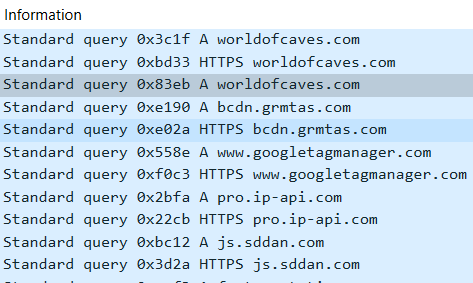 Information
Standard query 0x3c1f A worldofcaves.com
Standard query 0xbd33 HTTPS worldofcaves.com
Standard query 0x83eb A worldofcaves.com
Standard query 0xe190 A bcdn.grmtas.com
Standard query 0xe02a HTTPS bcdn.grmtas.com
Standard query 0x558e A www.googletagmanager.com
Standard query 0xf0c3 HTTPS www.googletagmanager.com
Standard query 0x2bfa A pro.ip-api.com
Standard query 0x22cb HTTPS pro.ip-api.com
Standard query 0xbc12 A js.sddan.com
Standard query 0x3d2a HTTPS js.sddan.com